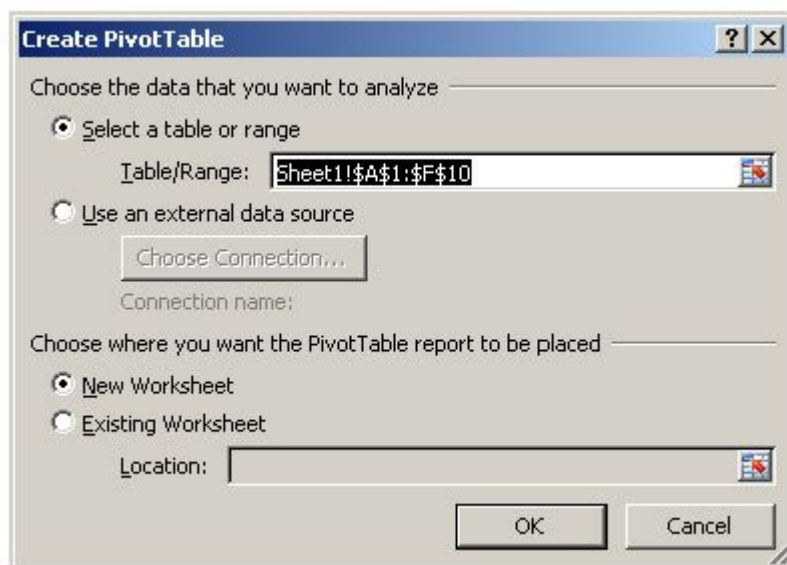 Create PivotTable
Choose the data that you want to analyze
Select a table or range
Table/Range: Sheet1!$A$1:$F$10
Use an external data source
Choose Connection...
Connection name:
Choose where you want the PivotTable report to be placed
New Worksheet
Existing Worksheet
Location:
OK Cancel